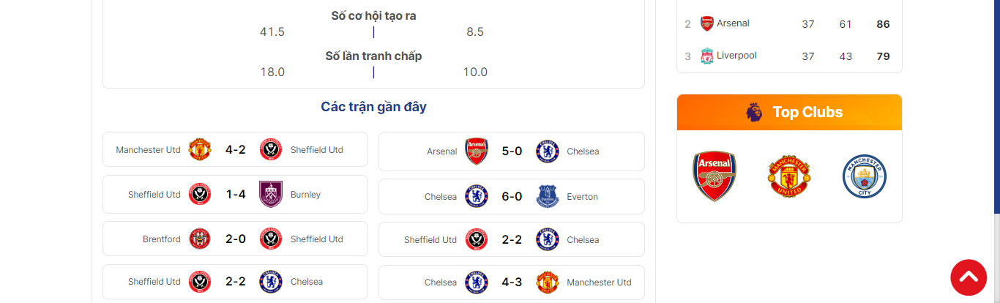 Số cơ hội tạo ra
41.5 | 8.5
Số lần tranh chấp
18.0 | 10.0
Các trận gần đây
Manchester Utd 4-2 Sheffield Utd
Sheffield Utd 1-4 Burnley
Brentford 2-0 Sheffield Utd
Sheffield Utd 2-2 Chelsea
Arsenal 5-0 Chelsea
Chelsea 6-0 Everton
Sheffield Utd 2-2 Chelsea
Chelsea 4-3 Manchester Utd
2 Arsenal 37 61 86
3 Liverpool 37 43 79
Top Clubs
Arsenal
MANCHESTER UNITED
MANCHESTER CITY